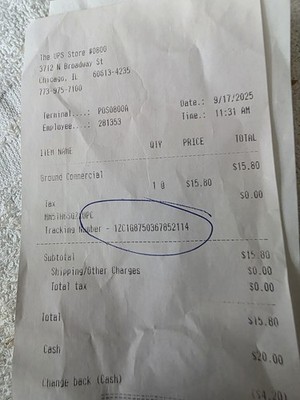 The UPS Store #0800
3712 N Broadway St
Chicago, IL 60613-4235
773-975-7100
Terminal....: POS0800A Date.: 9/17/2025
Employee....: 281353 Time.: 11:31 AM
ITEM NAME QTY PRICE TOTAL
Ground Commercial $15.80
1 @ $15.80
Tax $0.00
Tracking Number -
Subtotal $15.80
Shipping/Other Charges $0.00
Total tax $0.00
Total $15.80
Cash $20.00
Change back (Cash) ($4.20)